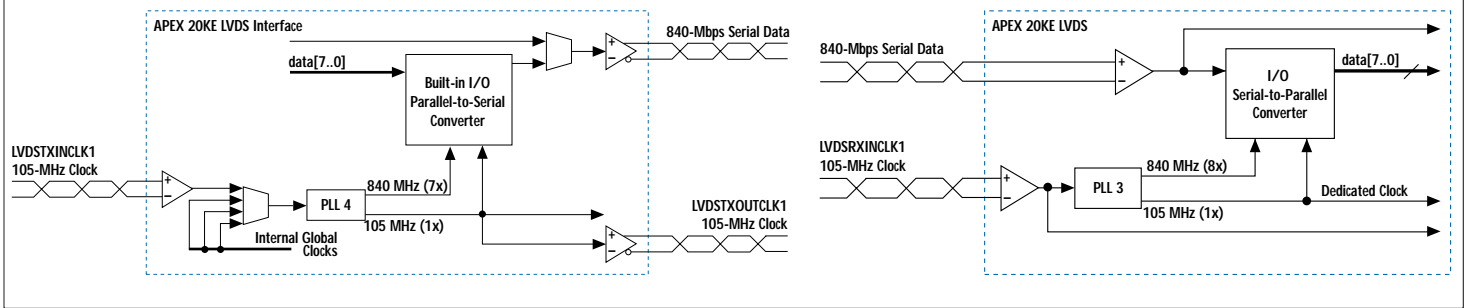 APEX 20KE LVDS Interface
840-Mbps Serial Data
data[7..0]
Built-in I/O
Parallel-to-Serial
Converter
+
−
LVDSTXINCLK1
105-MHz Clock
+
−
PLL 4
840 MHz (7x)
105 MHz (1x)
Internal Global
Clocks
LVDSTXOUTCLK1
105-MHz Clock
+
−
APEX 20KE LVDS
840-Mbps Serial Data
+
−
I/O
Serial-to-Parallel
Converter
data[7..0]
LVDSRXINCLK1
105-MHz Clock
+
−
PLL 3
840 MHz (8x)
105 MHz (1x)
Dedicated Clock